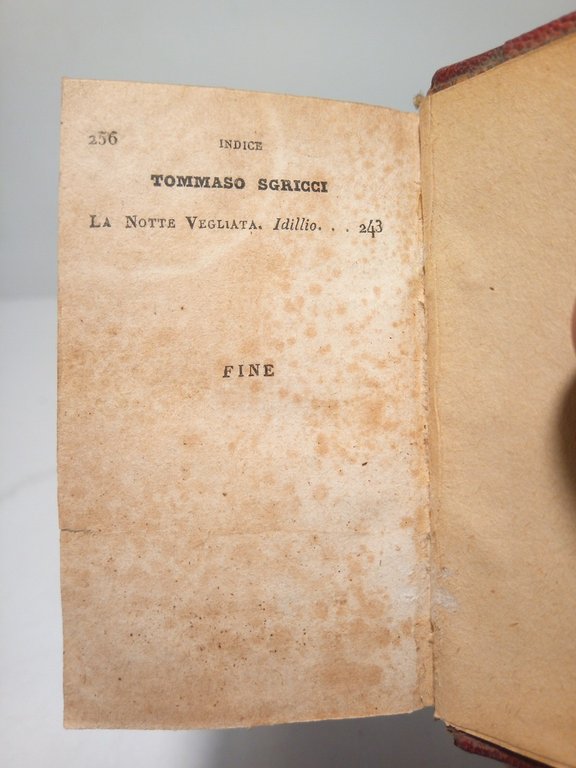 256
INDICE
TOMMASO SGRICCI
LA NOTTE VEGLIATA. Idillio. . . 243
FINE